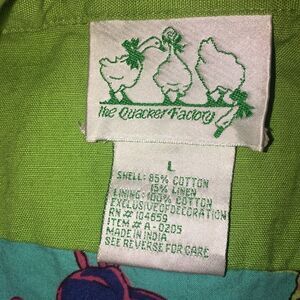 The Quacker Factory
L
SHELL: 85% COTTON
15% LINEN
LINING: 100% COTTON
EXCLUSIVE OF DECORATION
RN # 104659
ITEM # A-0205
MADE IN INDIA
SEE REVERSE FOR CARE